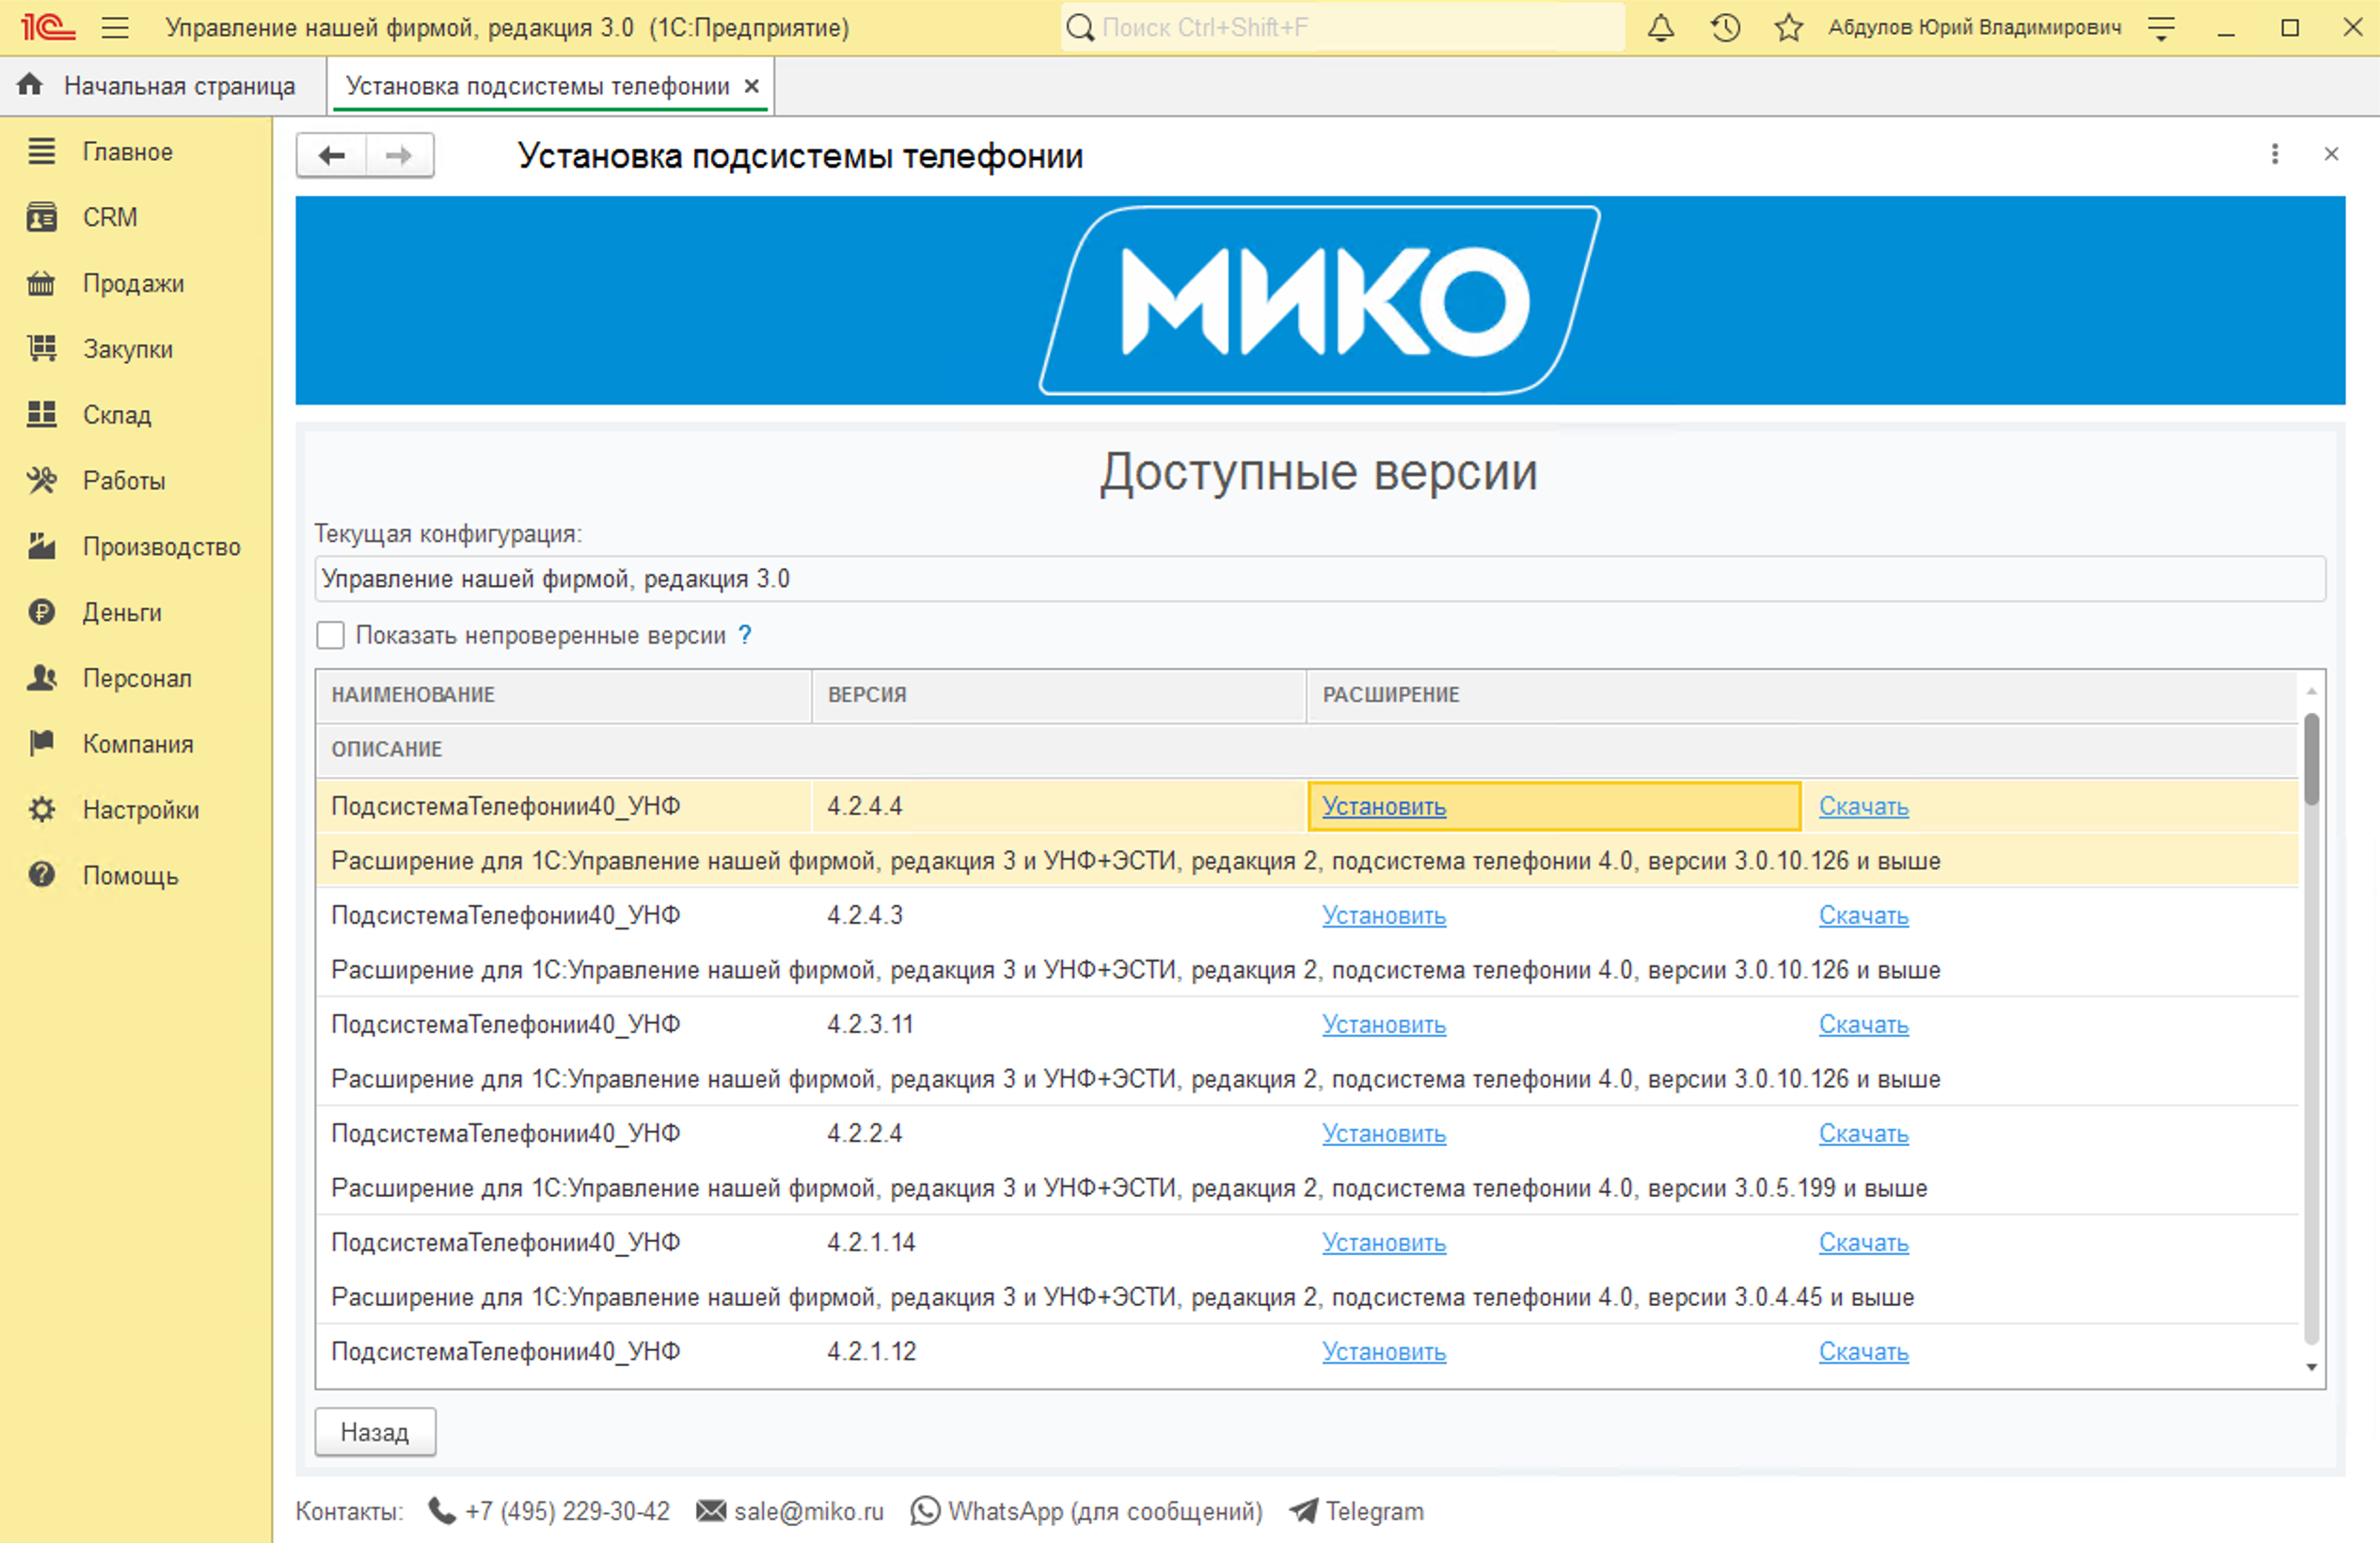 1С Управление нашей фирмой, редакция 3.0 (1С:Предприятие) Поиск Ctrl+Shift+F Абдулов Юрий Владимирович
Начальная страница Установка подсистемы телефонии
Главное
CRM
Продажи
Закупки
Склад
Работы
Производство
Деньги
Персонал
Компания
Настройки
Помощь
Установка подсистемы телефонии
МИКО
Доступные версии
Текущая конфигурация:
Управление нашей фирмой, редакция 3.0
Показать непроверенные версии ?
НАИМЕНОВАНИЕ ВЕРСИЯ РАСШИРЕНИЕ
ОПИСАНИЕ
ПодсистемаТелефонии40_УНФ 4.2.4.4 Установить Скачать
Расширение для 1С:Управление нашей фирмой, редакция 3 и УНФ+ЭСТИ, редакция 2, подсистема телефонии 4.0, версии 3.0.10.126 и выше
ПодсистемаТелефонии40_УНФ 4.2.4.3 Установить Скачать
Расширение для 1С:Управление нашей фирмой, редакция 3 и УНФ+ЭСТИ, редакция 2, подсистема телефонии 4.0, версии 3.0.10.126 и выше
ПодсистемаТелефонии40_УНФ 4.2.3.11 Установить Скачать
Расширение для 1С:Управление нашей фирмой, редакция 3 и УНФ+ЭСТИ, редакция 2, подсистема телефонии 4.0, версии 3.0.10.126 и выше
ПодсистемаТелефонии40_УНФ 4.2.2.4 Установить Скачать
Расширение для 1С:Управление нашей фирмой, редакция 3 и УНФ+ЭСТИ, редакция 2, подсистема телефонии 4.0, версии 3.0.5.199 и выше
ПодсистемаТелефонии40_УНФ 4.2.1.14 Установить Скачать
Расширение для 1С:Управление нашей фирмой, редакция 3 и УНФ+ЭСТИ, редакция 2, подсистема телефонии 4.0, версии 3.0.4.45 и выше
ПодсистемаТелефонии40_УНФ 4.2.1.12 Установить Скачать
Назад
Контакты: +7 (495) 229-30-42 sale@miko.ru WhatsApp (для сообщений) Telegram